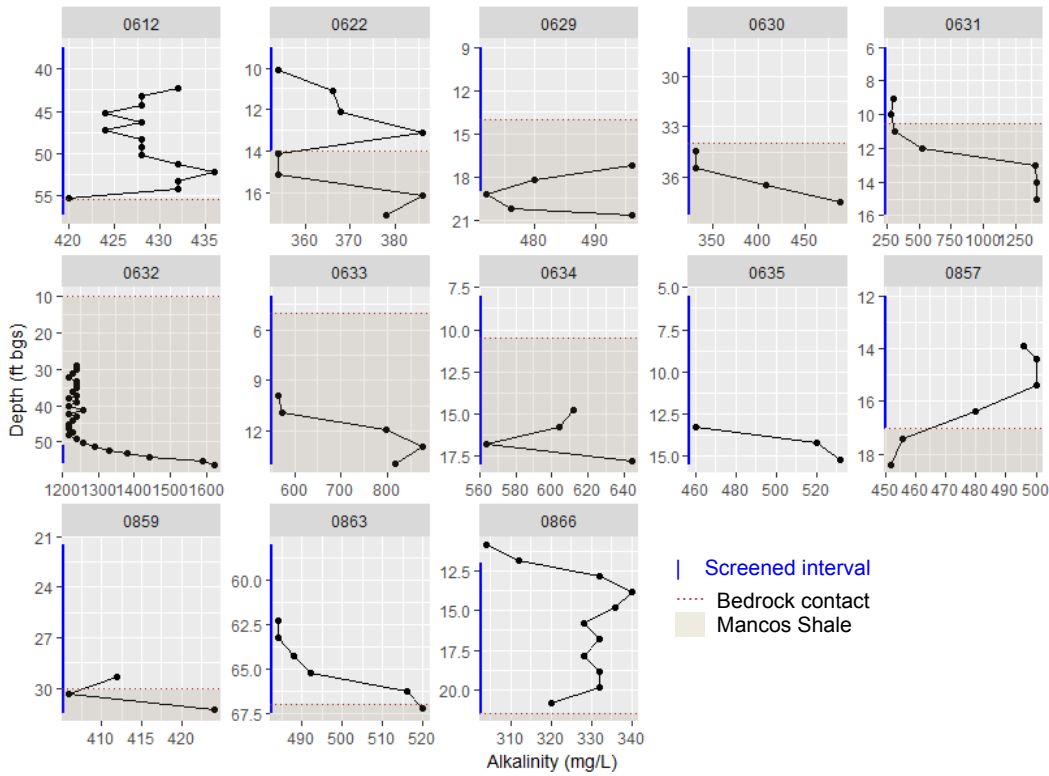 0612 0622 0629 0630 0631
40
45
50
55
420 425 430 435
10
12
14
16
360 370 380
9
12
15
18
21
480 490
30
33
36
350 400 450
6
8
10
12
14
16
250 500 1000 1250
0632 0633 0634 0635 0857
Depth (ft bgs)
10
20
30
40
50
1200 1300 1400 1500 1600
6
9
12
500 600 700 800
7.5
10.0
12.5
15.0
17.5
560 580 600 620 640
5.0
7.5
10.0
12.5
15.0
460 480 500 520
12
14
16
18
450 460 470 480 490 500
0859 0863 0866
21
24
27
30
410 415 420
60.0
62.5
65.0
67.5
490 500 510 520
12.5
15.0
17.5
20.0
310 320 330 340
Alkalinity (mg/L)
Screened interval
Bedrock contact
Mancos Shale